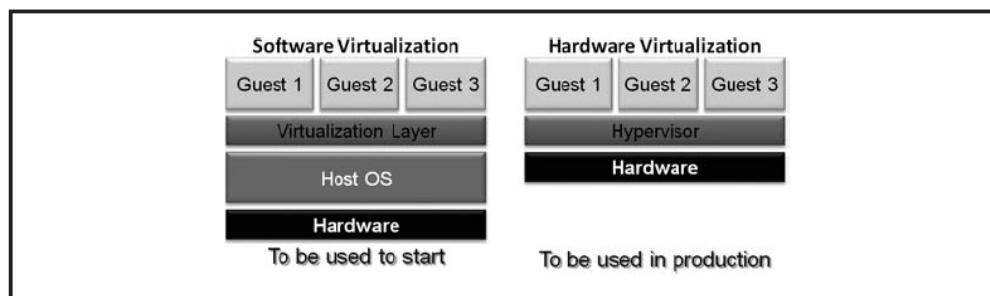 Software Virtualization
Guest 1 Guest 2 Guest 3
Virtualization Layer
Host OS
Hardware
To be used to start
Hardware Virtualization
Guest 1 Guest 2 Guest 3
Hypervisor
Hardware
To be used in production